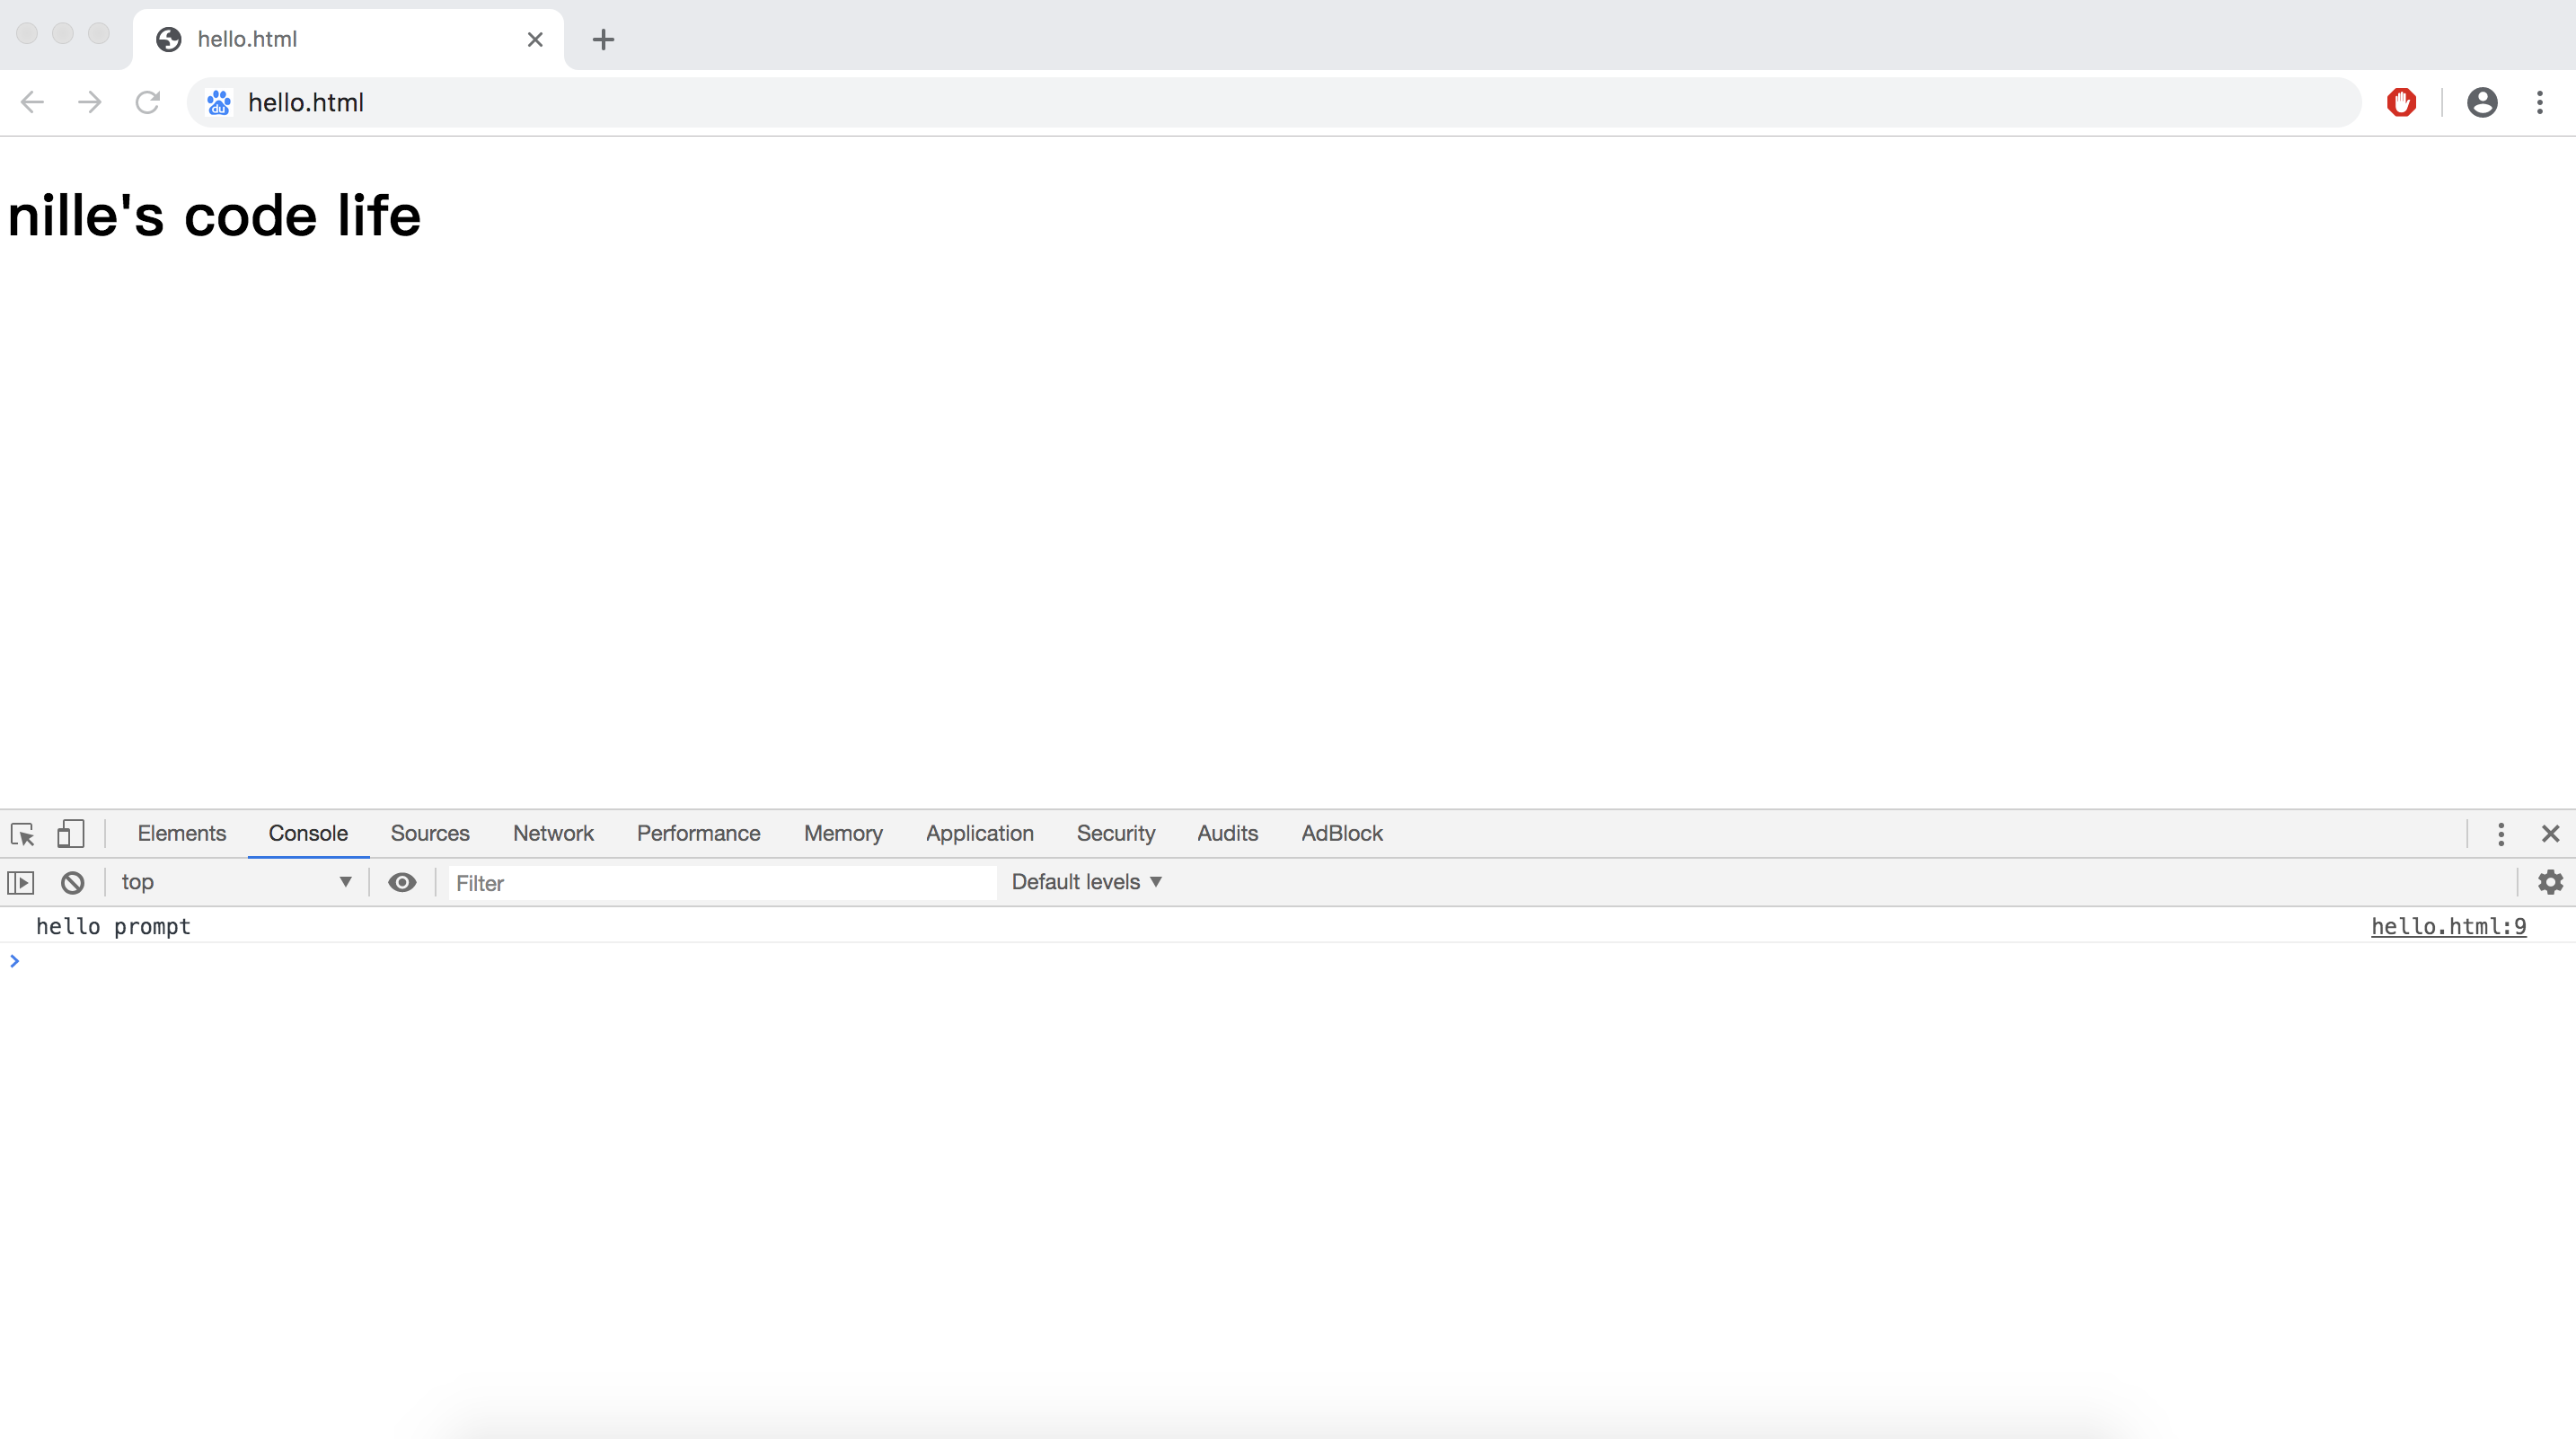 hello.html
du hello.html
nille's code life
Elements Console Sources Network Performance Memory Application Security Audits AdBlock
top Filter Default levels
hello prompt hello.html:9